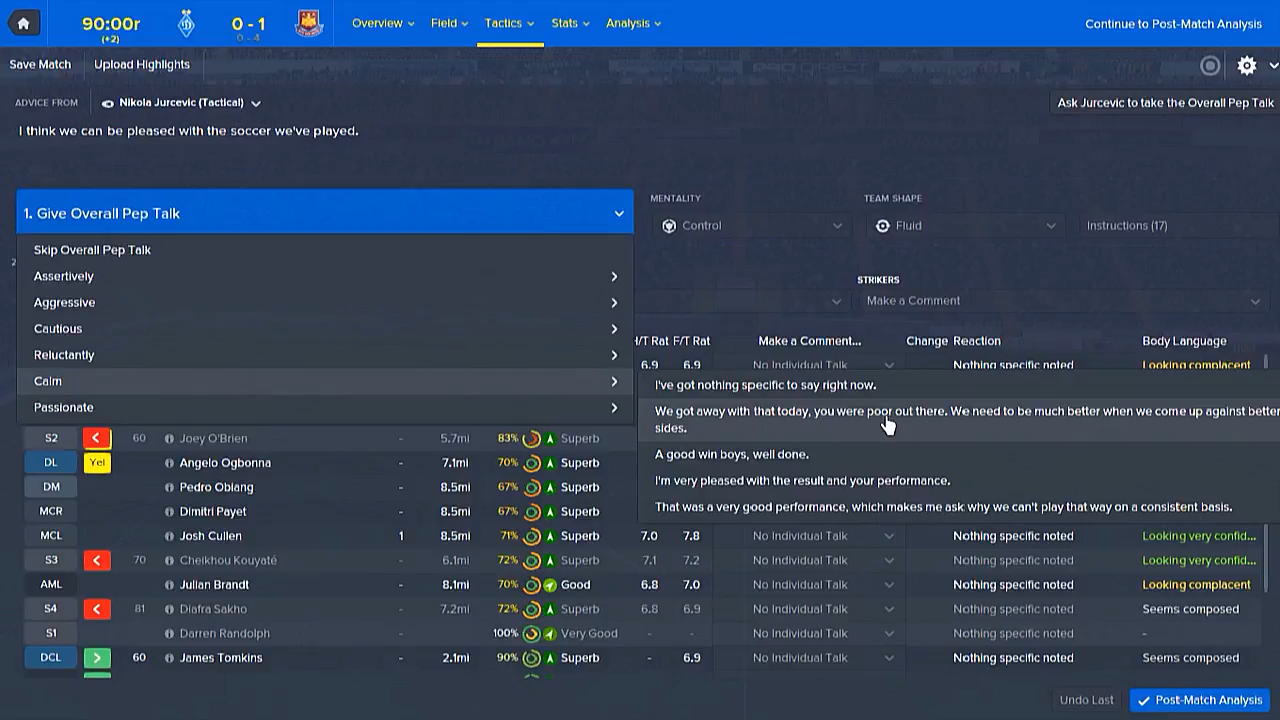 90:00r
(+2)
0 - 1
0 - 4
Overview
Field
Tactics
Stats
Analysis
Continue to Post-Match Analysis
Save Match
Upload Highlights
ADVICE FROM
Nikola Jurcevic (Tactical)
Ask Jurcevic to take the Overall Pep Talk
I think we can be pleased with the soccer we've played.
1. Give Overall Pep Talk
MENTALITY
TEAM SHAPE
Control
Fluid
Instructions (17)
Skip Overall Pep Talk
2
Assertively
STRIKERS
Aggressive
Make a Comment
Cautious
H/T Rat F/T Rat Make a Comment... Change Reaction Body Language
Reluctantly
6.9 6.9 No Individual Talk Nothing specific noted Looking complacent
Calm
I've got nothing specific to say right now.
Passionate
We got away with that today, you were poor out there. We need to be much better when we come up against better
sides.
A good win boys, well done.
I'm very pleased with the result and your performance.
That was a very good performance, which makes me ask why we can't play that way on a consistent basis.
S2 60 Joey O'Brien - 5.7mi 83% Superb
DL Yel Angelo Ogbonna - 7.1mi 70% Superb
DM Pedro Obiang - 8.5mi 67% Superb
MCR Dimitri Payet - 8.5mi 67% Superb
MCL Josh Cullen 1 8.5mi 71% Superb 7.0 7.8 No Individual Talk Nothing specific noted Looking very confid...
S3 70 Cheikhou Kouyaté - 6.1mi 72% Superb 7.1 7.2 No Individual Talk Nothing specific noted Looking very confid...
AML Julian Brandt - 8.1mi 70% Good 6.8 7.0 No Individual Talk Nothing specific noted Looking complacent
S4 81 Diafra Sakho - 7.2mi 72% Superb 6.8 6.9 No Individual Talk Nothing specific noted Seems composed
S1 Darren Randolph - 100% Very Good - - No Individual Talk Nothing specific noted -
DCL 60 James Tomkins - 2.1mi 90% Superb - 6.9 No Individual Talk Nothing specific noted Seems composed
Undo Last
Post-Match Analysis